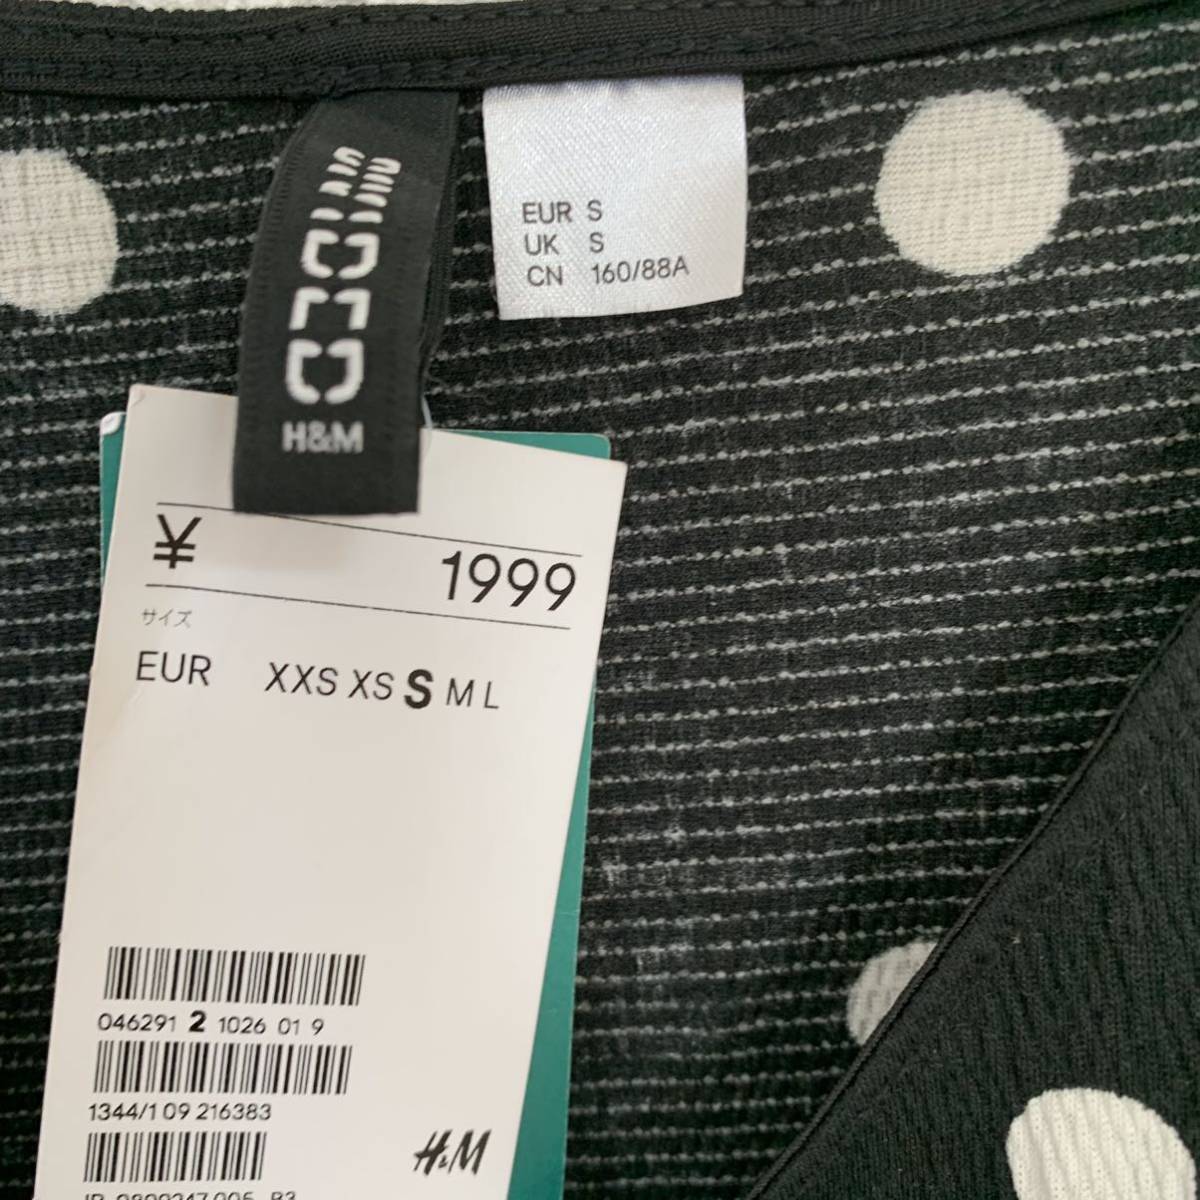 EUR S
UK S
CN 160/88A
H&M
¥ 1999
サイズ
EUR XXS XS S M L
046291 2 1026 01 9
1344/1 09 216383
H&M